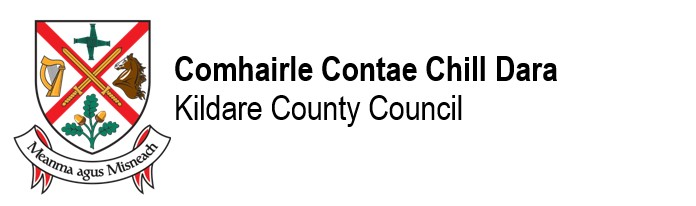 Comhairle Contae Chill Dara
Kildare County Council
Meanma agus Misneach